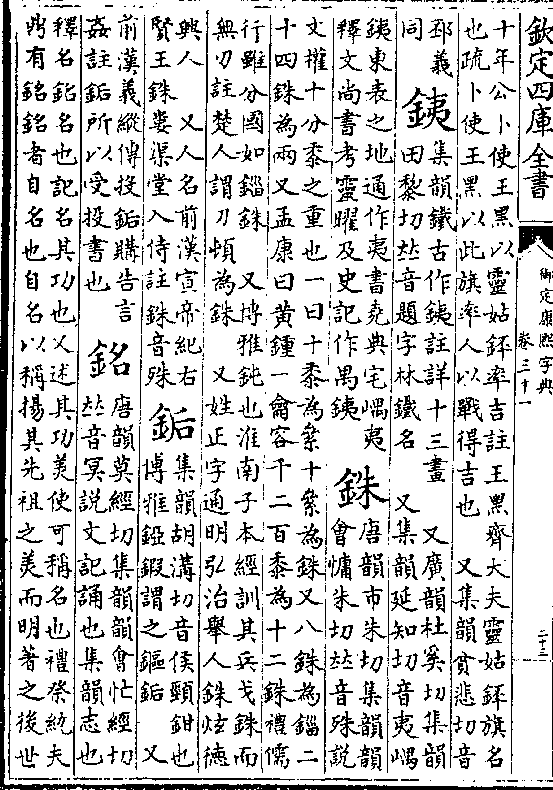 欽定四庫全書
御定康熙字典
卷三十一
二十三
十年公卜使王黑以靈姑銔率吉註王黑齊大夫靈姑銔旗名
也疏卜使王黑以此旗率人以戰得吉也 又集韻貧悲切音
邳義
同
銕
集韻鐵古作銕註詳十三畫 又廣韻杜奚切集韻
田黎切𠀤音題字林鐵名 又集韻延知切音夷嵎
銕東表之地通作夷書堯典宅嵎夷
釋文尚書考靈曜及史記作禺銕
銖
唐韻市朱切集韻韻
會慵朱切𠀤音殊說
文權十分黍之重也一曰十黍為絫十絫為銖又八銖為錙二
十四銖為兩又孟康曰黃鍾一龠容千二百黍為十二銖禮儒
行雖分國如錙銖 又博雅鈍也淮南子本經訓其兵戈銖而
無刃註楚人謂刃頓為銖 又姓正字通明弘治舉人銖炫德
興人 又人名前漢宣帝紀右
賢王銖婁渠堂入侍註銖音殊
銗
集韻胡溝切音侯頸鉗也
博雅錏鍜謂之鏂銗 又
前漢義縱傳投銗購告言
姦註銗所以受投書也
銘
唐韻莫經切集韻韻會忙經切
𠀤音冥說文記誦也集韻志也
釋名銘名也記名其功也又述其功美使可稱名也禮祭統夫
鼎有銘銘者自名也自名以稱揚其先祖之美而明著之後世